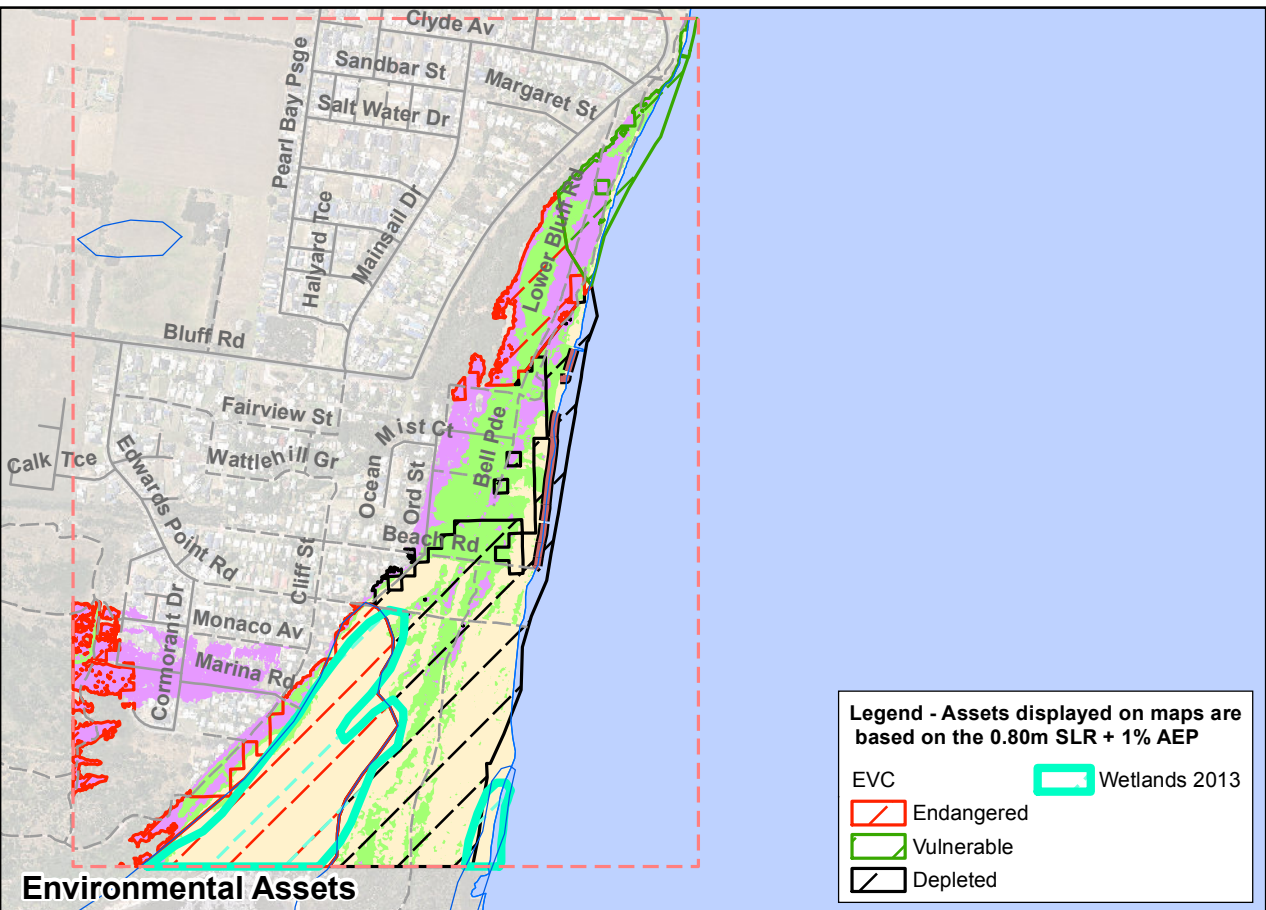 Clyde Av
Sandbar St
Margaret St
Salt Water Dr
Pearl Bay Psge
Halyard Tce
Mainsail Dr
Lower Bluff Rd
Bluff Rd
Fairview St
Mist Ct
Bell Pde
Wattlehill Gr
Calk Tce
Edwards Point Rd
Ocean
Ord St
Beach Rd
Cliff St
Cormorant Dr
Monaco Av
Marina Rd
Legend - Assets displayed on maps are
based on the 0.80m SLR + 1% AEP
EVC
Wetlands 2013
Endangered
Vulnerable
Depleted
Environmental Assets